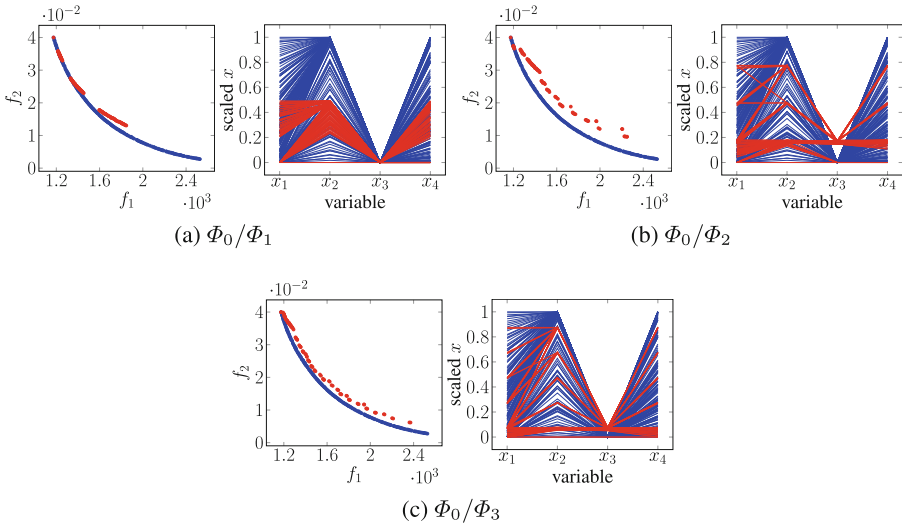 ·10⁻²
4
3
2
1
0
f₂
1.2 1.6 2 2.4
f₁
·10³
1
0.8
0.6
0.4
0.2
0
scaled x
x₁ x₂ x₃ x₄
variable
(a) Φ₀/Φ₁
·10⁻²
4
3
2
1
0
f₂
1.2 1.6 2 2.4
f₁
·10³
1
0.8
0.6
0.4
0.2
0
scaled x
x₁ x₂ x₃ x₄
variable
(b) Φ₀/Φ₂
·10⁻²
4
3
2
1
0
f₂
1.2 1.6 2 2.4
f₁
·10³
1
0.8
0.6
0.4
0.2
0
scaled x
x₁ x₂ x₃ x₄
variable
(c) Φ₀/Φ₃